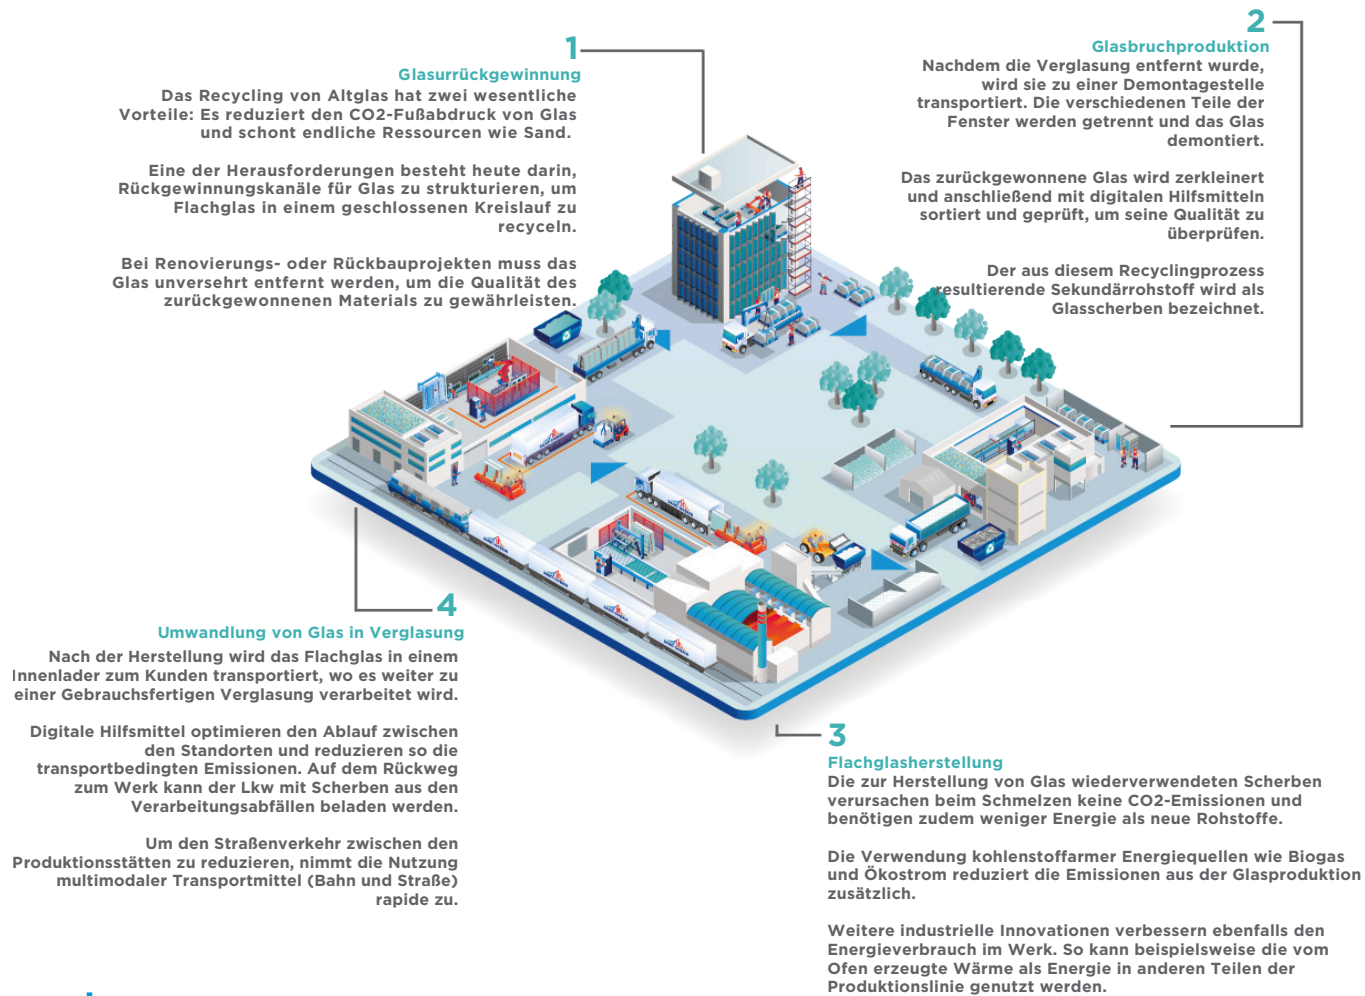 1
Glasurrückgewinnung
Das Recycling von Altglas hat zwei wesentliche
Vorteile: Es reduziert den CO2-Fußabdruck von Glas
und schont endliche Ressourcen wie Sand.
Eine der Herausforderungen besteht heute darin,
Rückgewinnungskanäle für Glas zu strukturieren, um
Flachglas in einem geschlossenen Kreislauf zu
recyceln.
Bei Renovierungs- oder Rückbauprojekten muss das
Glas unversehrt entfernt werden, um die Qualität des
zurückgewonnenen Materials zu gewährleisten.
2
Glasbruchproduktion
Nachdem die Verglasung entfernt wurde,
wird sie zu einer Demontagestelle
transportiert. Die verschiedenen Teile der
Fenster werden getrennt und das Glas
demontiert.
Das zurückgewonnene Glas wird zerkleinert
und anschließend mit digitalen Hilfsmitteln
sortiert und geprüft, um seine Qualität zu
überprüfen.
Der aus diesem Recyclingprozess
resultierende Sekundärrohstoff wird als
Glasscherben bezeichnet.
3
Flachglasherstellung
Die zur Herstellung von Glas wiederverwendeten Scherben
verursachen beim Schmelzen keine CO2-Emissionen und
benötigen zudem weniger Energie als neue Rohstoffe.
Die Verwendung kohlenstoffarmer Energiequellen wie Biogas
und Ökostrom reduziert die Emissionen aus der Glasproduktion
zusätzlich.
Weitere industrielle Innovationen verbessern ebenfalls den
Energieverbrauch im Werk. So kann beispielsweise die vom
Ofen erzeugte Wärme als Energie in anderen Teilen der
Produktionslinie genutzt werden.
4
Umwandlung von Glas in Verglasung
Nach der Herstellung wird das Flachglas in einem
Innenlader zum Kunden transportiert, wo es weiter zu
einer Gebrauchsfertigen Verglasung verarbeitet wird.
Digitale Hilfsmittel optimieren den Ablauf zwischen
den Standorten und reduzieren so die
transportbedingten Emissionen. Auf dem Rückweg
zum Werk kann der Lkw mit Scherben aus den
Verarbeitungsabfällen beladen werden.
Um den Straßenverkehr zwischen den
Produktionsstätten zu reduzieren, nimmt die Nutzung
multimodaler Transportmittel (Bahn und Straße)
rapide zu.